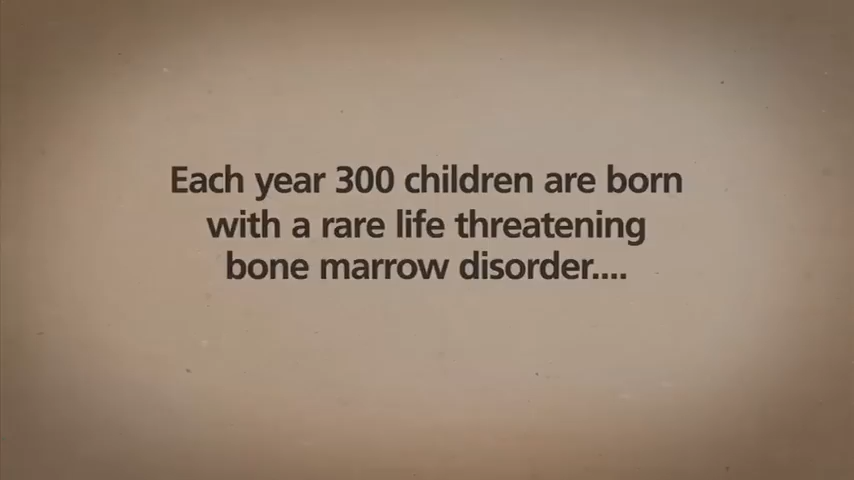 Each year 300 children are born
with a rare life threatening
bone marrow disorder....